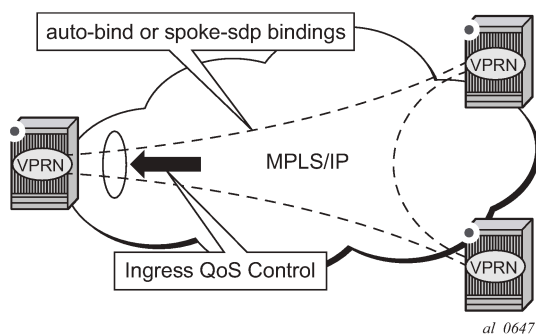 auto-bind or spoke-sdp bindings
VPRN
VPRN
MPLS/IP
Ingress QoS Control
VPRN
al_0647